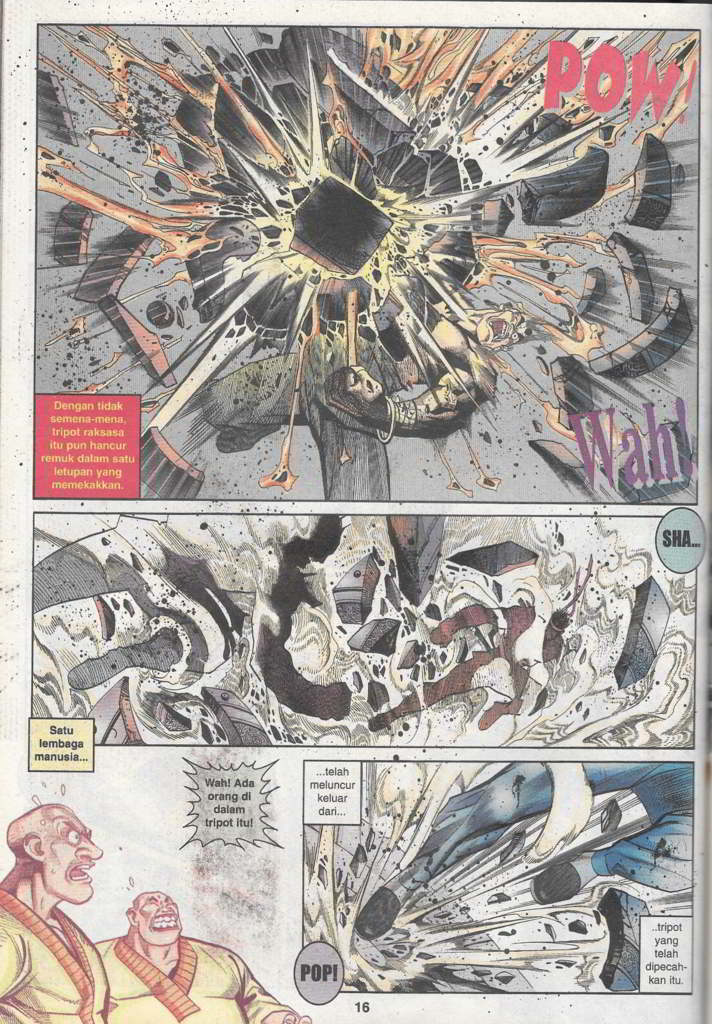 POW!
Dengan tidak
semena-mena,
tripot raksasa
itu pun hancur
remuk dalam satu
letupan yang
memekakkan.
Wah!
SHA...
Satu
lembaga
manusia...
Wah! Ada
orang di
dalam
tripot itu!
...telah
meluncur
keluar
dari...
POP!
..tripot
yang
telah
dipecah-
kan itu.
16